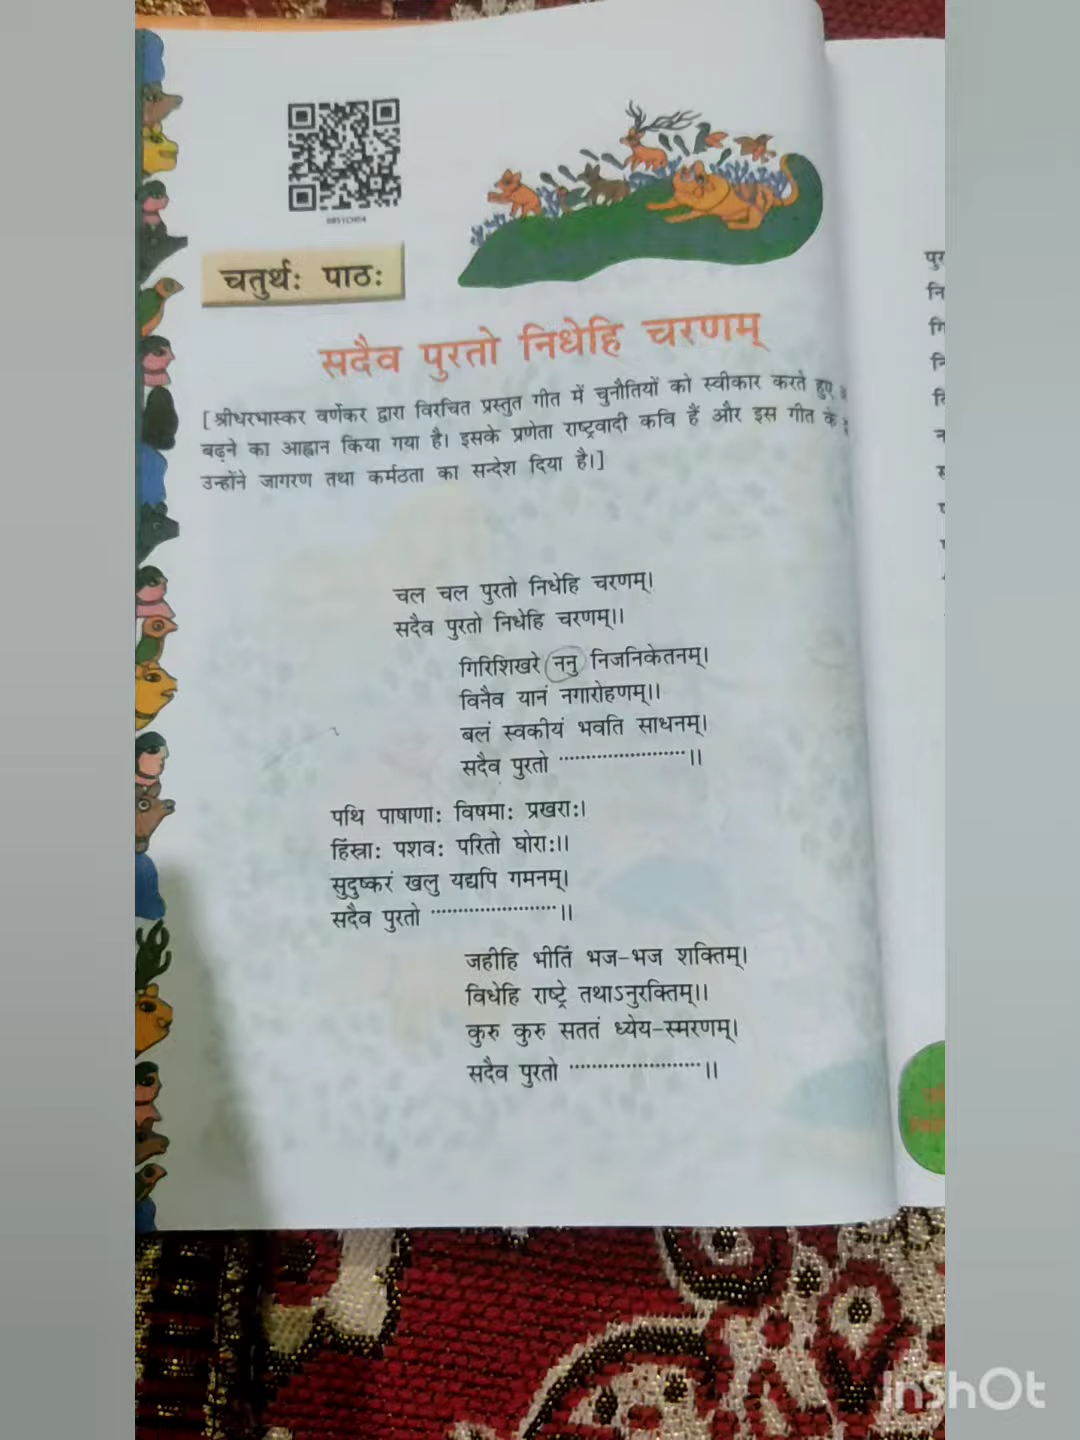 चतुर्थः पाठः
सदैव पुरतो निधेहि चरणम्
[श्रीधरभास्कर वर्णेकर द्वारा विरचित प्रस्तुत गीत में चुनौतियों को स्वीकार करते हुए
बढ़ने का आह्वान किया गया है। इसके प्रणेता राष्ट्रवादी कवि हैं और इस गीत के
उन्होंने जागरण तथा कर्मठता का सन्देश दिया है।]
चल चल पुरतो निधेहि चरणम्।
सदैव पुरतो निधेहि चरणम्।।
गिरिशिखरे ननु निजनिकेतनम्।
विनैव यानं नगारोहणम्।।
बलं स्वकीयं भवति साधनम्।
सदैव पुरतो ........................।।
पथि पाषाणाः विषमाः प्रखराः।
हिंस्राः पशवः परितो घोराः।।
सुदुष्करं खलु यद्यपि गमनम्।
सदैव पुरतो ........................।।
जहीहि भीतिं भज-भज शक्तिम्।
विधेहि राष्ट्रे तथाऽनुरक्तिम्।।
कुरु कुरु सततं ध्येय-स्मरणम्।
सदैव पुरतो ........................।।
पुर
नि
गि
नि
InShOt